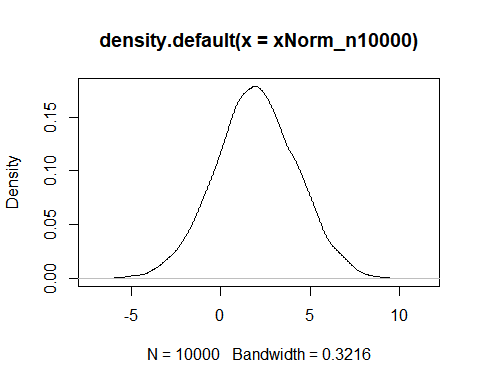 density.default(x = xNorm_n10000)
Density
0.15
0.10
0.05
0.00
-5
0
5
10
N = 10000   Bandwidth = 0.3216